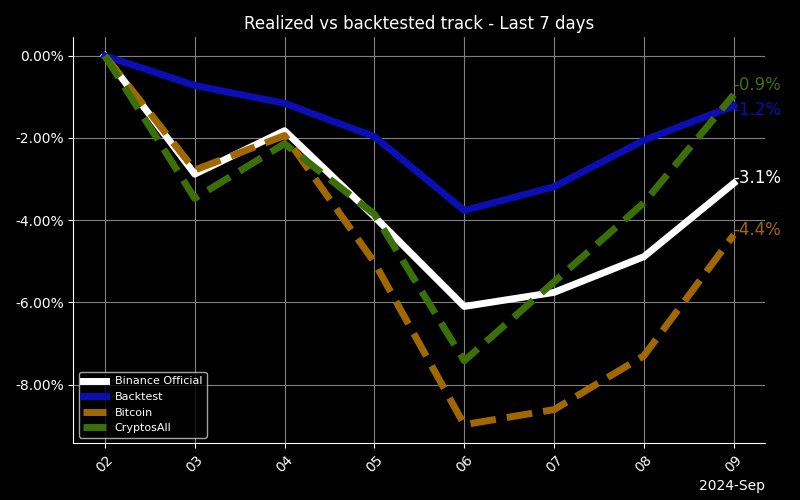 Realized vs backtested track - Last 7 days
0.00%
-2.00%
-4.00%
-6.00%
-8.00%
-0.9%
-1.2%
-3.1%
-4.4%
Binance Official
Backtest
Bitcoin
CryptosAll
02
03
04
05
06
07
08
09
2024-Sep